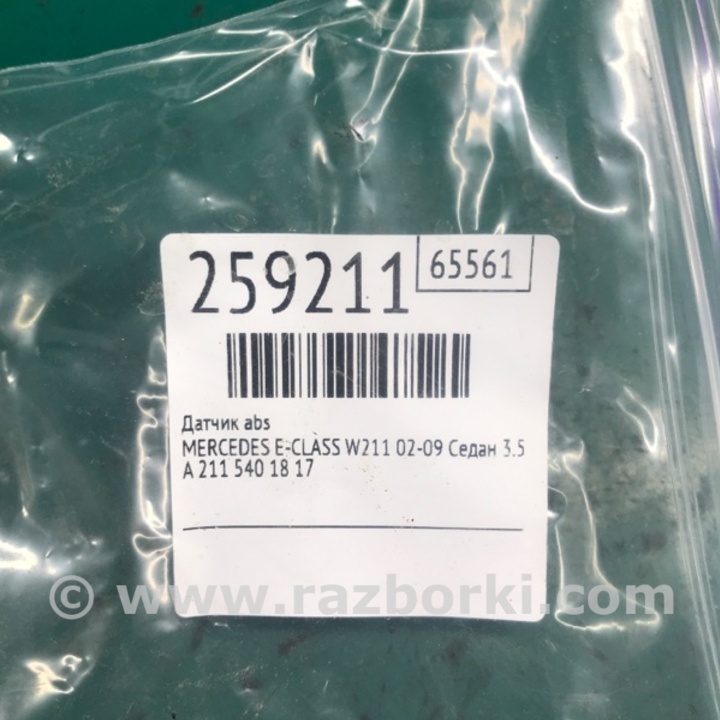 259211
65561
Датчик abs
MERCEDES E-CLASS W211 02-09 Седан 3.5
A 211 540 18 17
© www.razborki.com